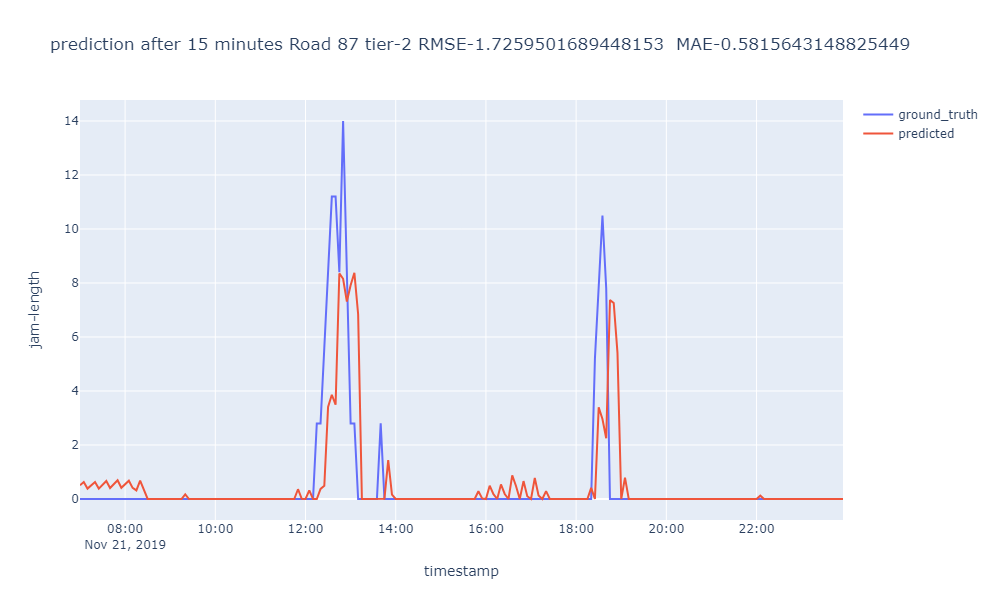 prediction after 15 minutes Road 87 tier-2 RMSE-1.7259501689448153  MAE-0.5815643148825449
ground_truth
predicted
14
12
10
8
6
4
2
0
jam-length
08:00 10:00 12:00 14:00 16:00 18:00 20:00 22:00
Nov 21, 2019
timestamp